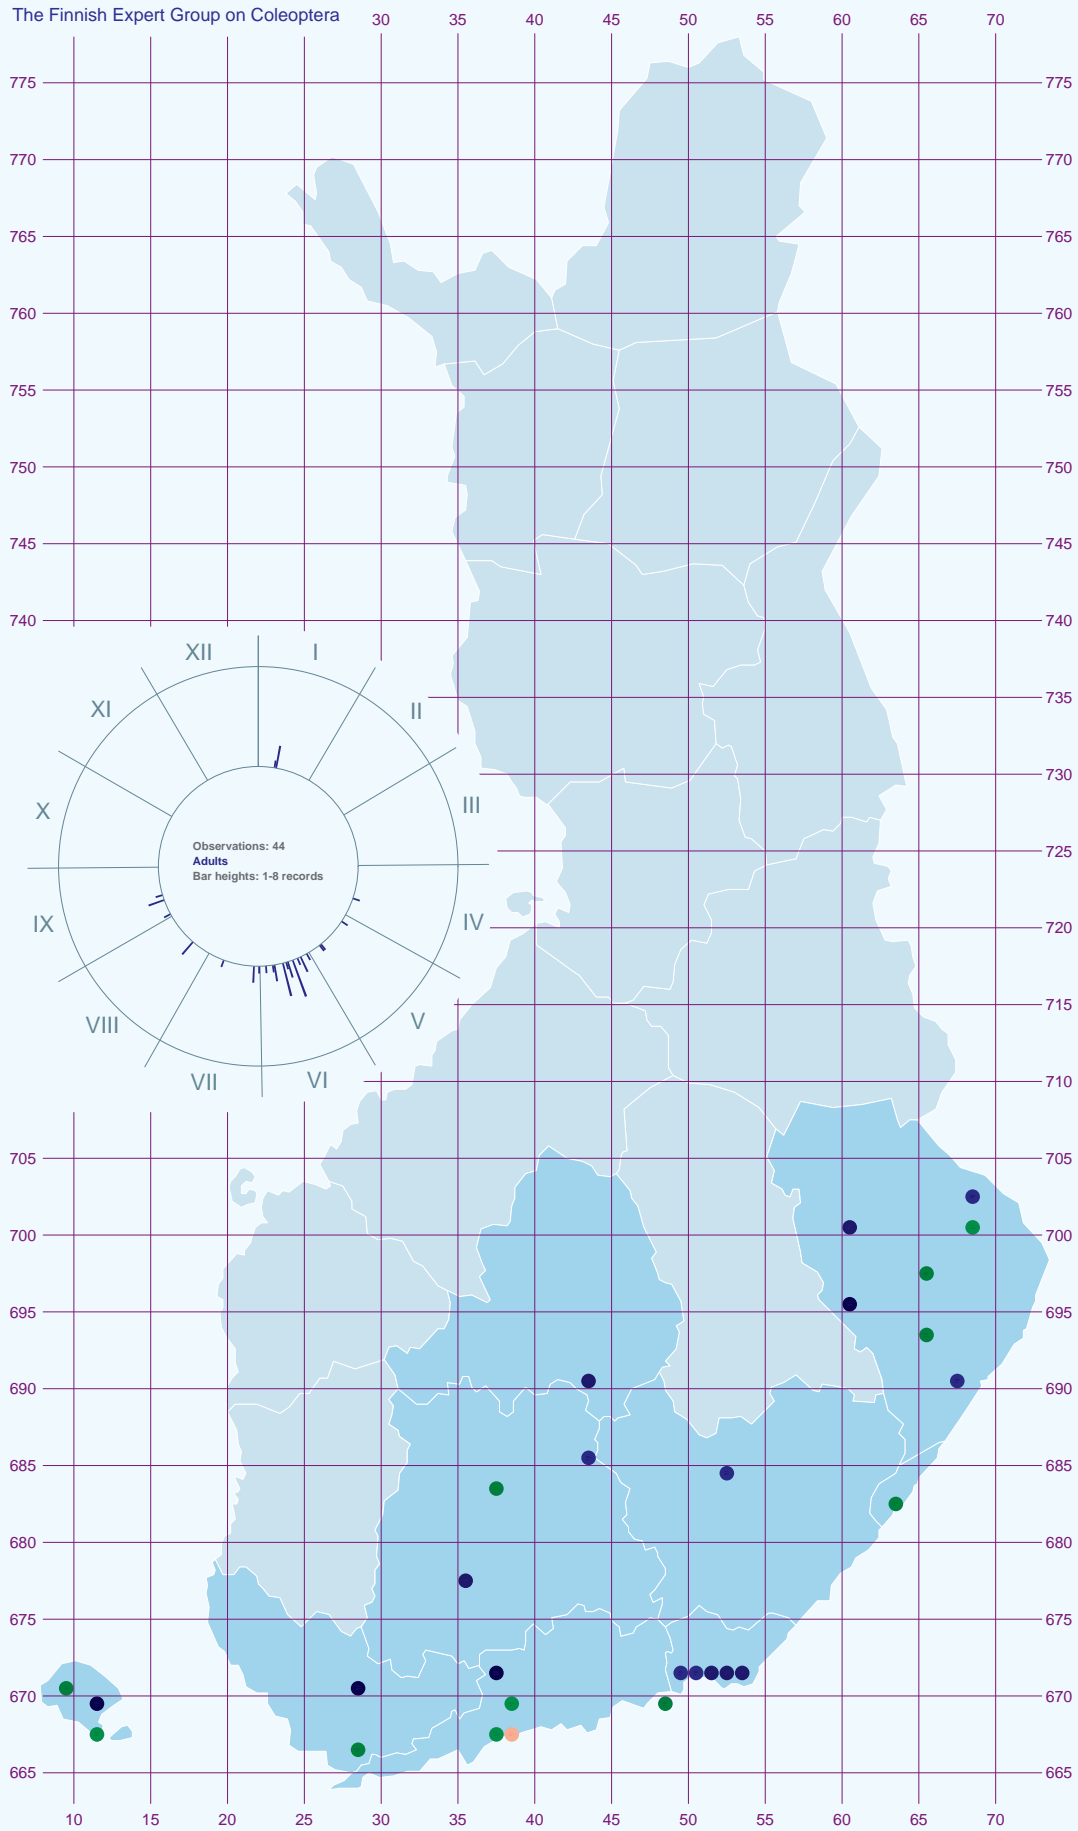 The Finnish Expert Group on Coleoptera 30 35 40 45 50 55 60 65 70
775 775
770 770
765 765
760 760
755 755
750 750
745 745
740 740
XII I
XI II
735
730
X III
725
Observations: 44
Adults
Bar heights: 1-8 records
IX IV
720
VIII V
715
VII VI
710
705 705
700 700
695 695
690 690
685 685
680 680
675 675
670 670
665 665
10 15 20 25 30 35 40 45 50 55 60 65 70